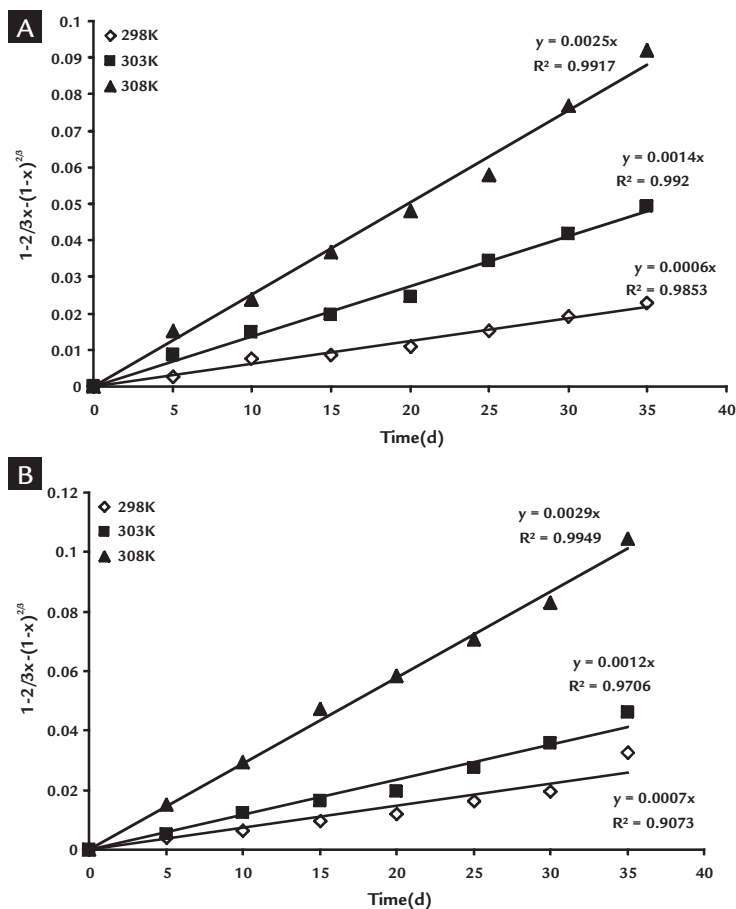 A
298K
303K
308K
y = 0.0025x
R² = 0.9917
y = 0.0014x
R² = 0.992
y = 0.0006x
R² = 0.9853
0.1
0.09
0.08
0.07
0.06
0.05
0.04
0.03
0.02
0.01
0
1-2/3x-(1-x)^2/3
0 5 10 15 20 25 30 35 40
Time(d)
B
298K
303K
308K
y = 0.0029x
R² = 0.9949
y = 0.0012x
R² = 0.9706
y = 0.0007x
R² = 0.9073
0.12
0.1
0.08
0.06
0.04
0.02
0
1-2/3x-(1-x)^2/3
0 5 10 15 20 25 30 35 40
Time(d)